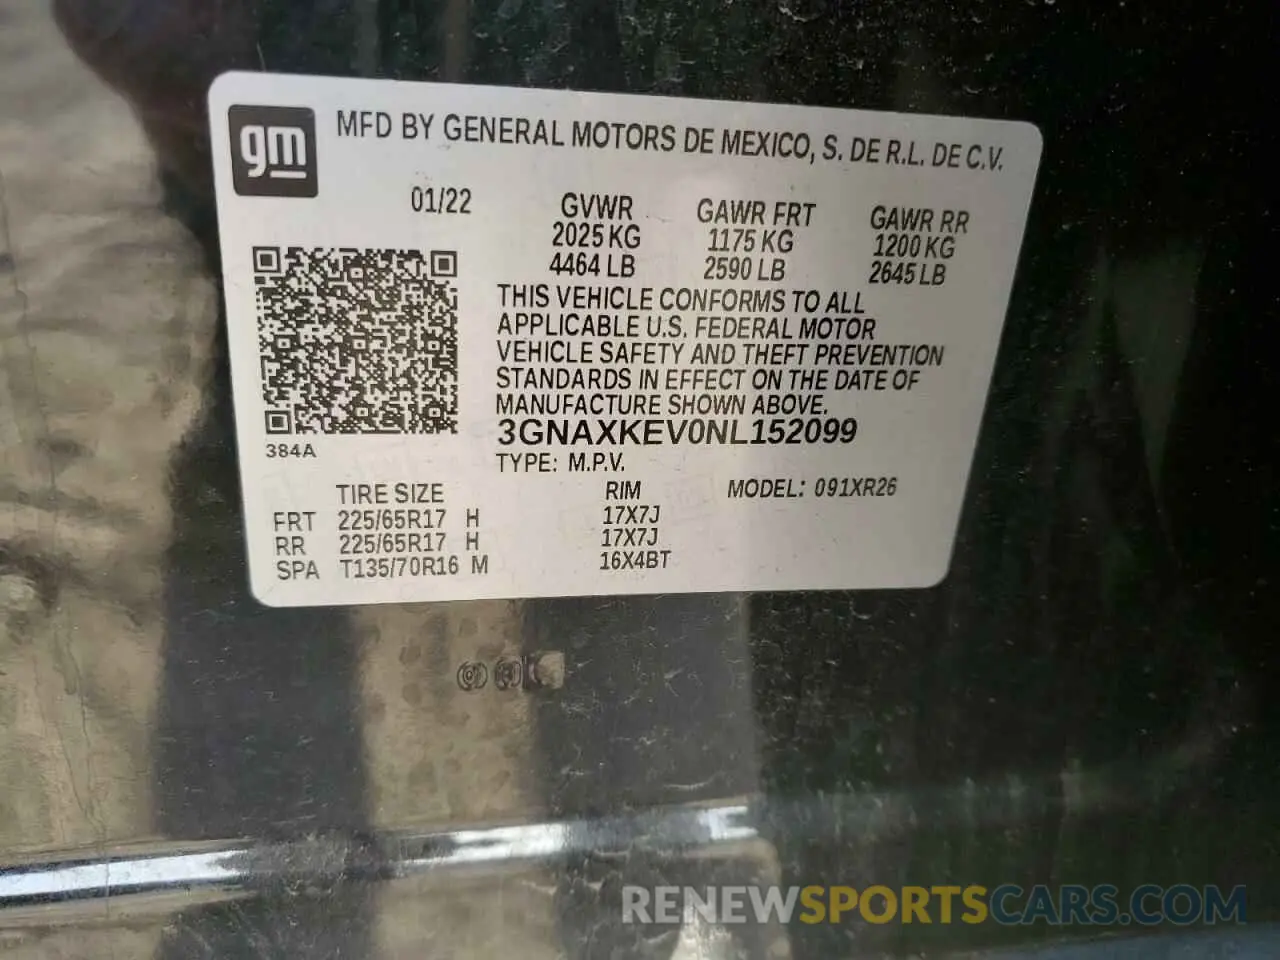 gm
MFD BY GENERAL MOTORS DE MEXICO, S. DE R.L. DE C.V.
01/22
GVWR GAWR FRT GAWR RR
2025 KG 1175 KG 1200 KG
4464 LB 2590 LB 2645 LB
THIS VEHICLE CONFORMS TO ALL
APPLICABLE U.S. FEDERAL MOTOR
VEHICLE SAFETY AND THEFT PREVENTION
STANDARDS IN EFFECT ON THE DATE OF
MANUFACTURE SHOWN ABOVE.
3GNAXKEV0NL152099
384A
TYPE: M.P.V.
TIRE SIZE RIM MODEL: 091XR26
FRT 225/65R17 H 17X7J
RR 225/65R17 H 17X7J
SPA T135/70R16 M 16X4BT
RENEWSPORTSCARS.COM